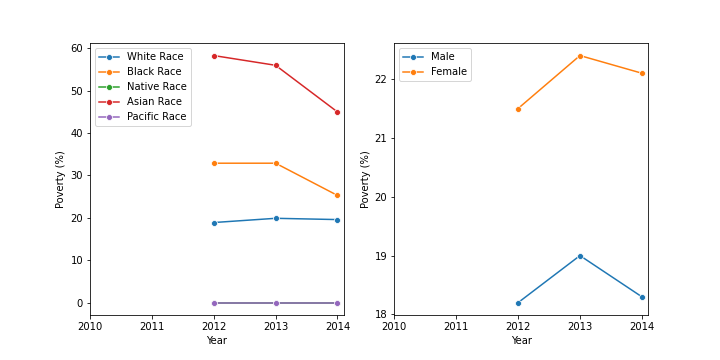 White Race
Black Race
Native Race
Asian Race
Pacific Race
60
50
40
30
20
10
0
Poverty (%)
2010 2011 2012 2013 2014
Year
Male
Female
22
21
20
19
18
Poverty (%)
2010 2011 2012 2013 2014
Year